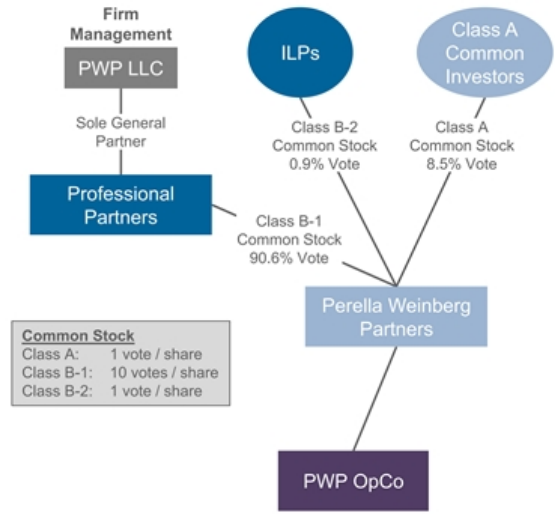 Firm
Management
PWP LLC
Sole General
Partner
Professional
Partners
ILPs
Class A
Common
Investors
Class B-2
Common Stock
0.9% Vote
Class A
Common Stock
8.5% Vote
Class B-1
Common Stock
90.6% Vote
Perella Weinberg
Partners
Common Stock
Class A: 1 vote / share
Class B-1: 10 votes / share
Class B-2: 1 vote / share
PWP OpCo